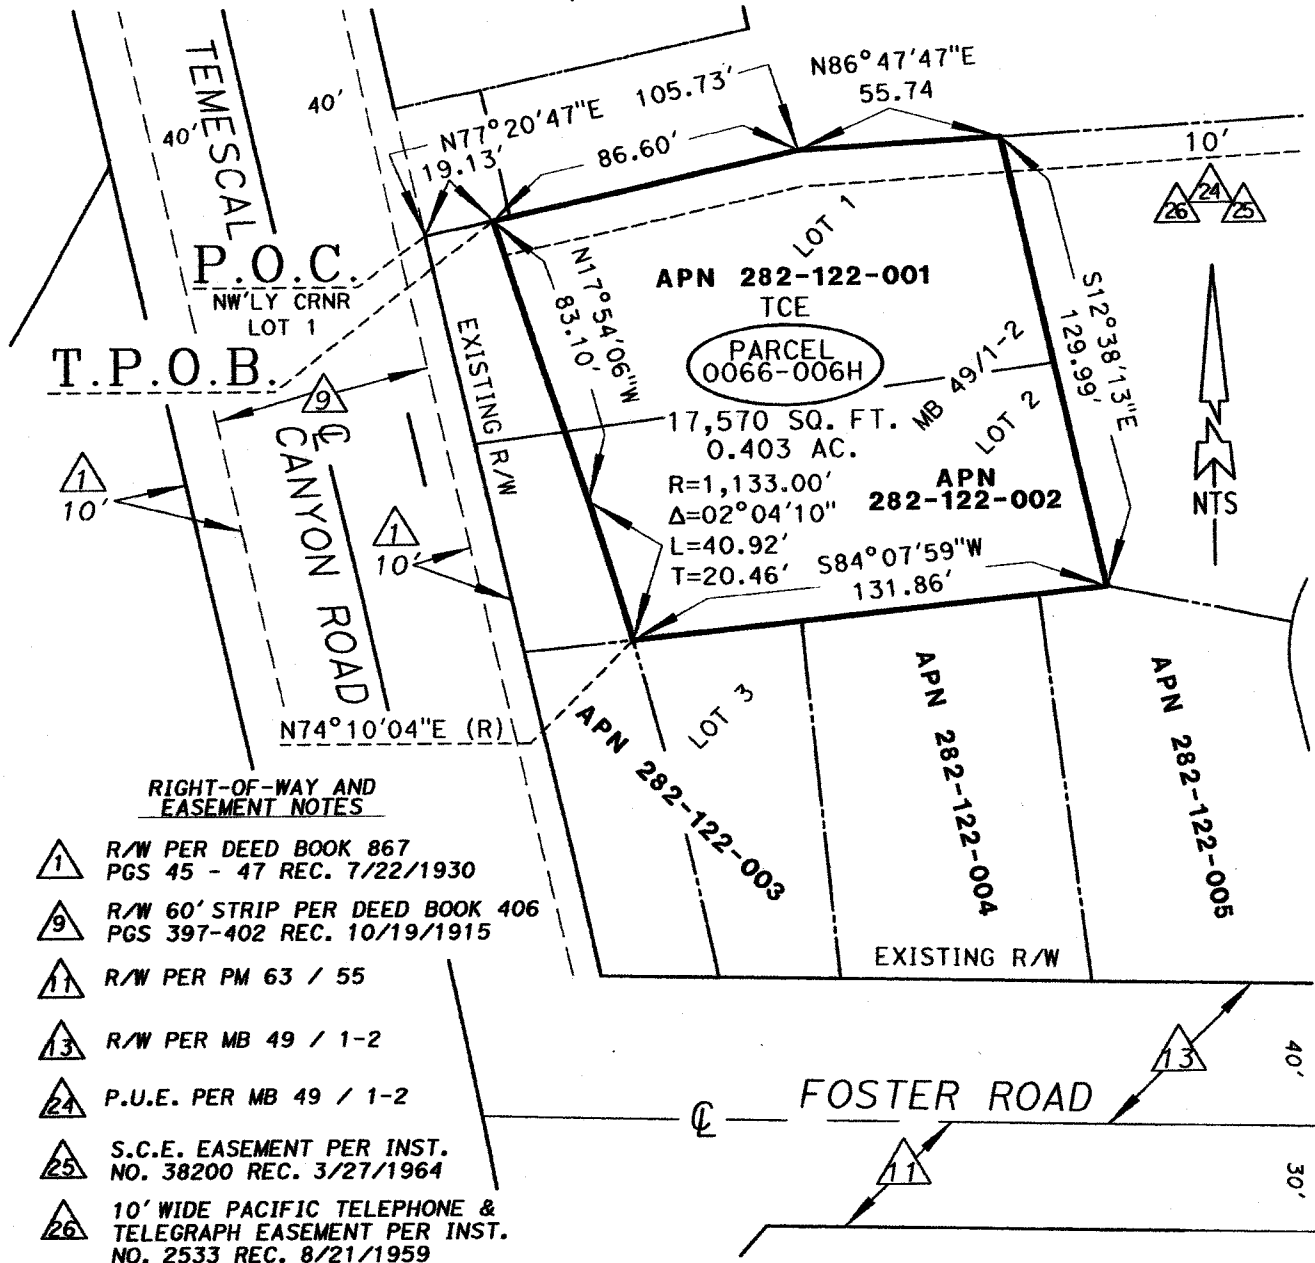 TEMESCAL
40'
40'
N77°20'47"E
105.73'
19.13'
86.60'
N86°47'47"E
55.74
10'
26
24
25
P.O.C.
NW'LY CRNR
LOT 1
T.P.O.B.
EXISTING R/W
N17°54'06"W
83.10'
LOT 1
APN 282-122-001
TCE
PARCEL
0066-006H
17,570 SQ. FT.
0.403 AC.
MB 49/1-2
LOT 2
APN
282-122-002
R=1,133.00'
Δ=02°04'10"
L=40.92'
T=20.46'
S84°07'59"W
131.86'
S12°38'13"E
129.99'
NTS
9
℄
CANYON ROAD
1
10'
1
10'
N74°10'04"E (R)
LOT 3
APN 282-122-003
APN 282-122-004
APN 282-122-005
EXISTING R/W
RIGHT-OF-WAY AND
EASEMENT NOTES
1 R/W PER DEED BOOK 867
PGS 45 - 47 REC. 7/22/1930
9 R/W 60' STRIP PER DEED BOOK 406
PGS 397-402 REC. 10/19/1915
11 R/W PER PM 63 / 55
13 R/W PER MB 49 / 1-2
24 P.U.E. PER MB 49 / 1-2
25 S.C.E. EASEMENT PER INST.
NO. 38200 REC. 3/27/1964
26 10' WIDE PACIFIC TELEPHONE &
TELEGRAPH EASEMENT PER INST.
NO. 2533 REC. 8/21/1959
℄
FOSTER ROAD
13
40'
11
30'